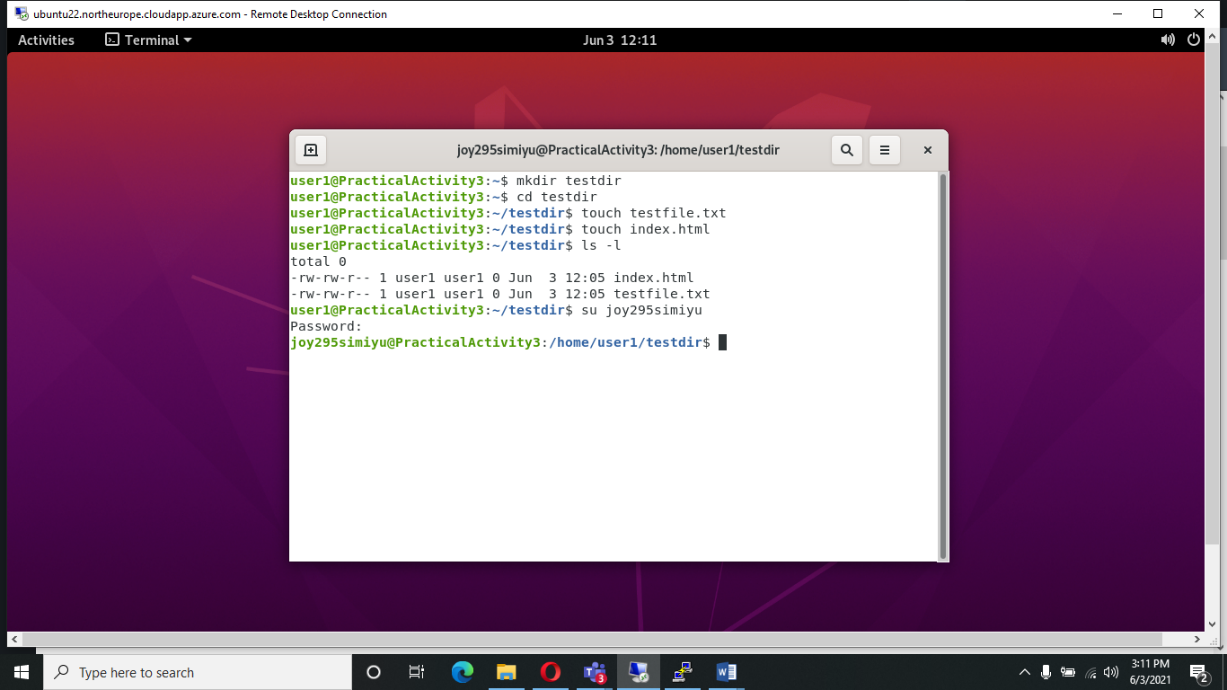 ubuntu22.northeurope.cloudapp.azure.com - Remote Desktop Connection
Activities Terminal Jun 3 12:11
joy295simiyu@PracticalActivity3: /home/user1/testdir
user1@PracticalActivity3:~$ mkdir testdir
user1@PracticalActivity3:~$ cd testdir
user1@PracticalActivity3:~/testdir$ touch testfile.txt
user1@PracticalActivity3:~/testdir$ touch index.html
user1@PracticalActivity3:~/testdir$ ls -l
total 0
-rw-rw-r-- 1 user1 user1 0 Jun  3 12:05 index.html
-rw-rw-r-- 1 user1 user1 0 Jun  3 12:05 testfile.txt
user1@PracticalActivity3:~/testdir$ su joy295simiyu
Password:
joy295simiyu@PracticalActivity3:/home/user1/testdir$
Type here to search
3
3:11 PM
6/3/2021
2